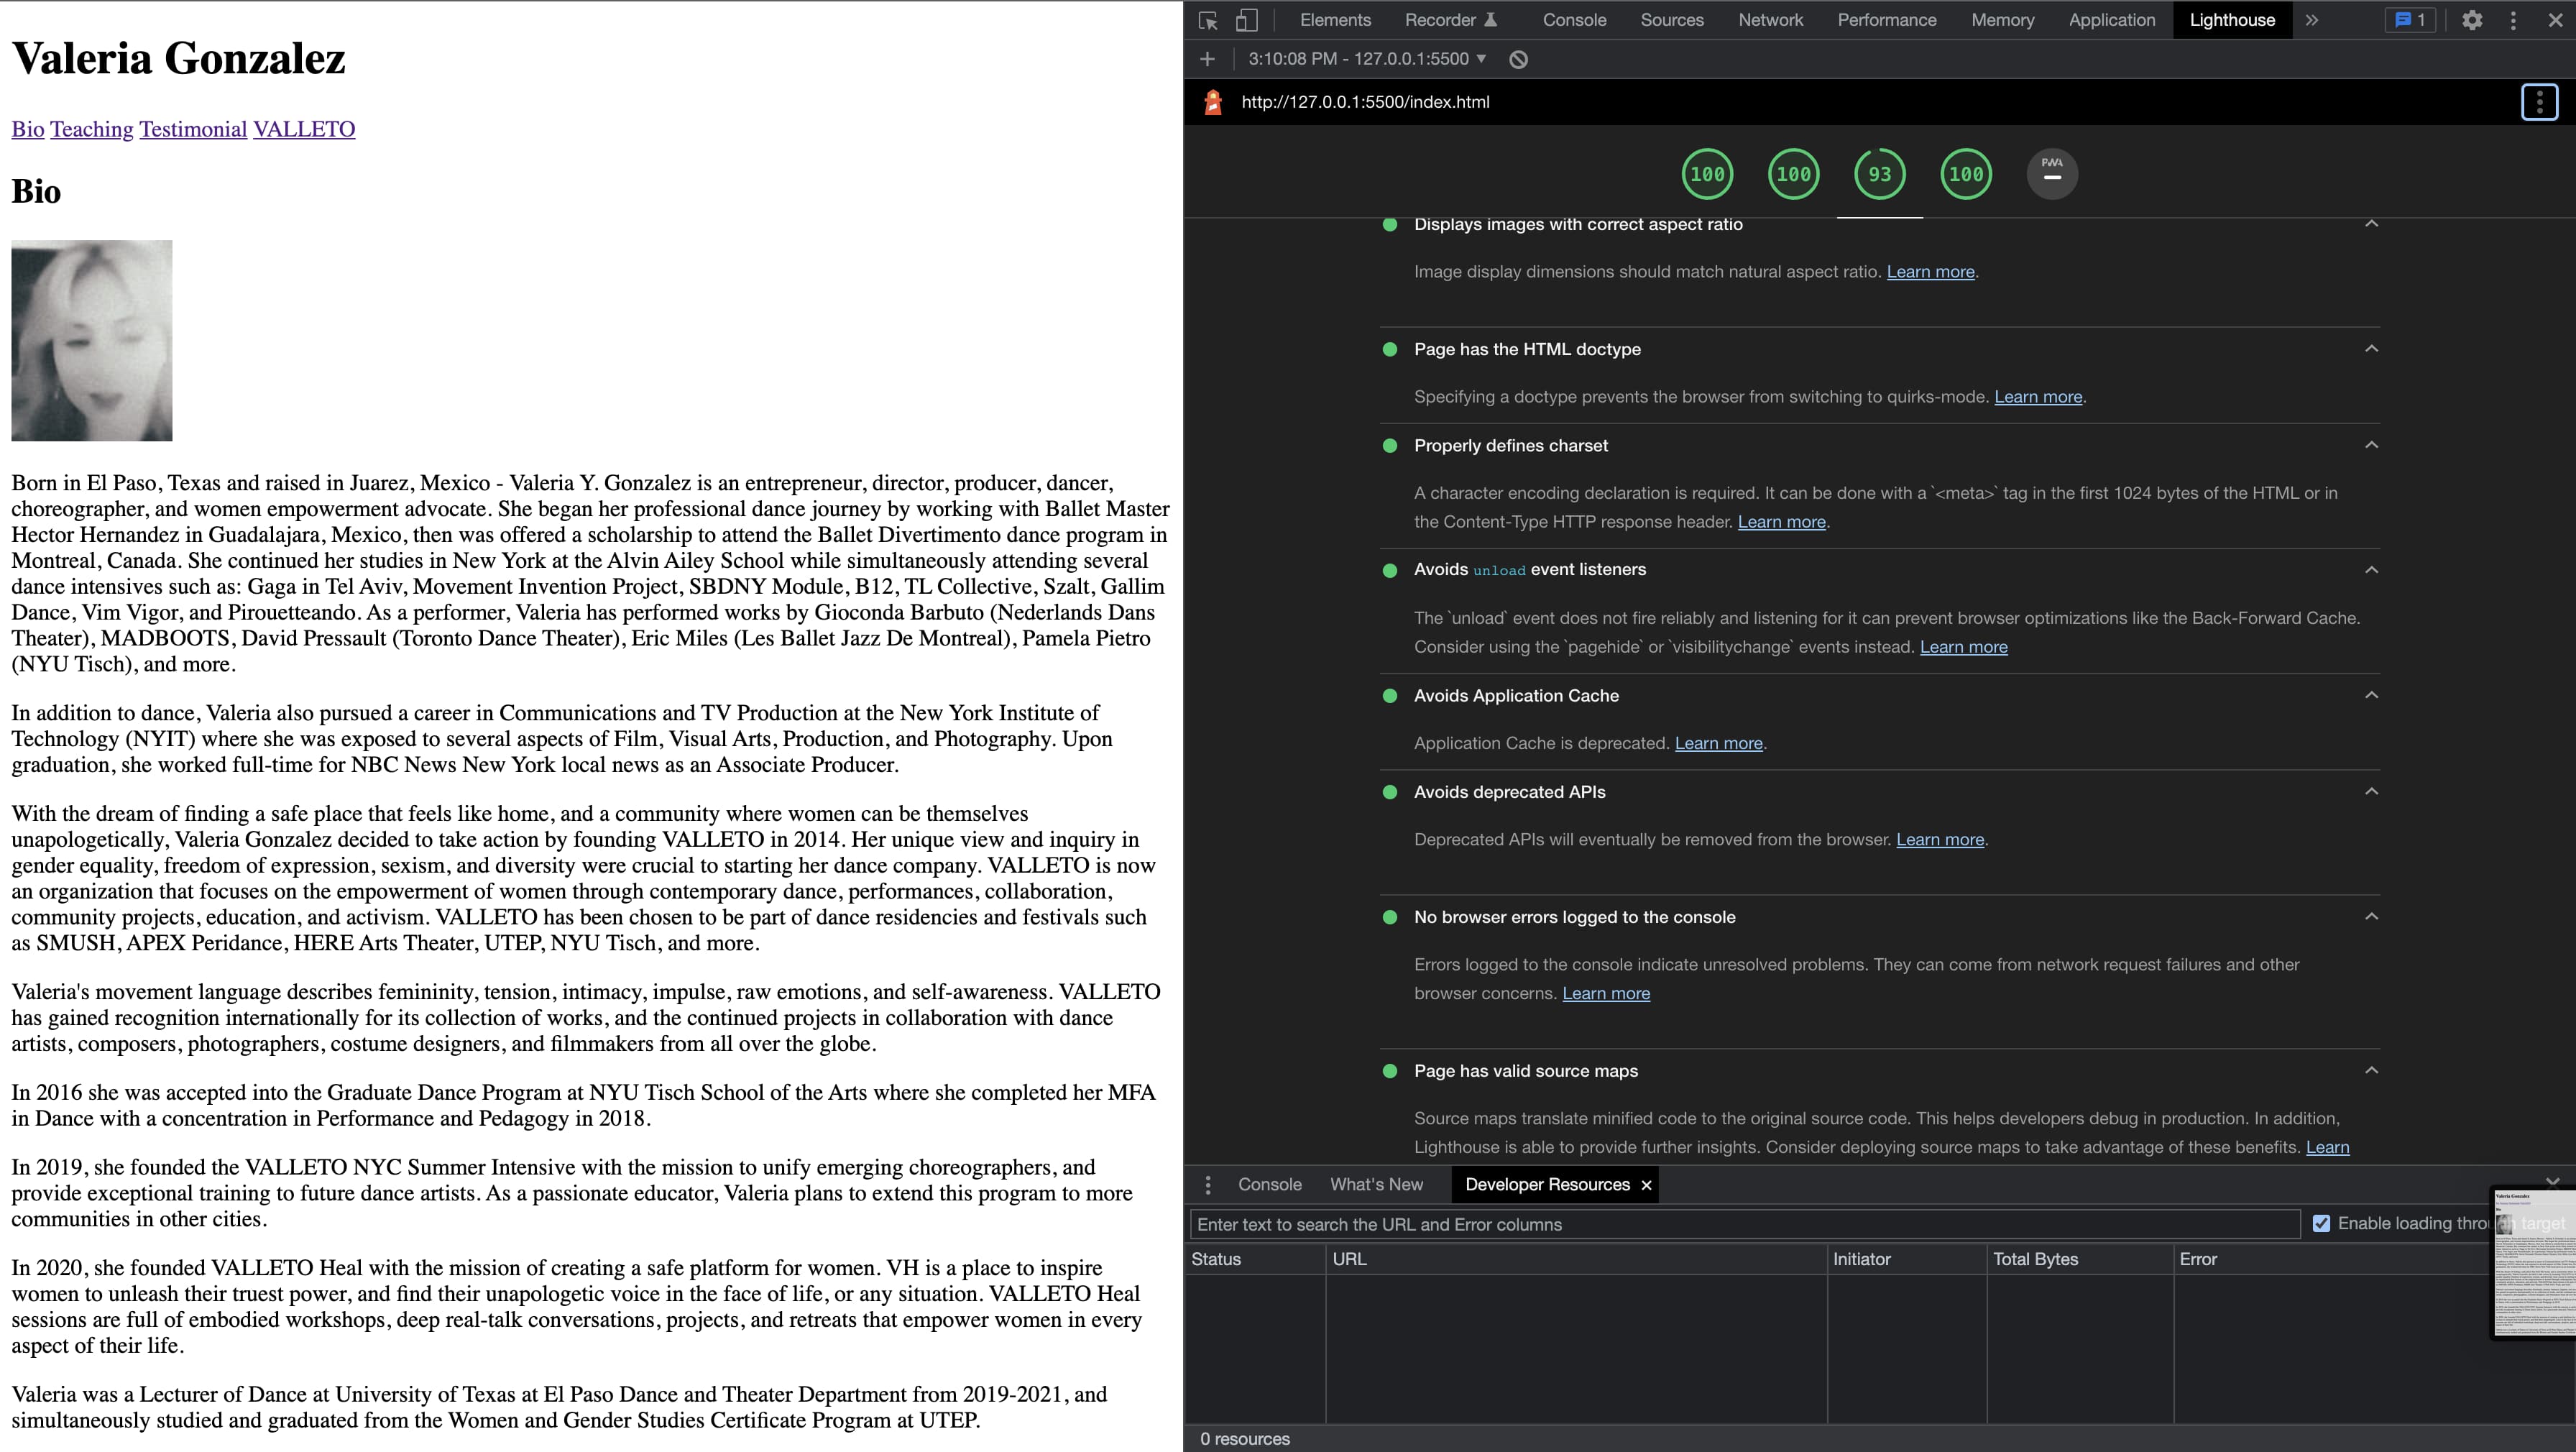 Valeria Gonzalez
Bio Teaching Testimonial VALLETO
Bio
Born in El Paso, Texas and raised in Juarez, Mexico - Valeria Y. Gonzalez is an entrepreneur, director, producer, dancer,
choreographer, and women empowerment advocate. She began her professional dance journey by working with Ballet Master
Hector Hernandez in Guadalajara, Mexico, then was offered a scholarship to attend the Ballet Divertimento dance program in
Montreal, Canada. She continued her studies in New York at the Alvin Ailey School while simultaneously attending several
dance intensives such as: Gaga in Tel Aviv, Movement Invention Project, SBDNY Module, B12, TL Collective, Szalt, Gallim
Dance, Vim Vigor, and Pirouetteando. As a performer, Valeria has performed works by Gioconda Barbuto (Nederlands Dans
Theater), MADBOOTS, David Pressault (Toronto Dance Theater), Eric Miles (Les Ballet Jazz De Montreal), Pamela Pietro
(NYU Tisch), and more.
In addition to dance, Valeria also pursued a career in Communications and TV Production at the New York Institute of
Technology (NYIT) where she was exposed to several aspects of Film, Visual Arts, Production, and Photography. Upon
graduation, she worked full-time for NBC News New York local news as an Associate Producer.
With the dream of finding a safe place that feels like home, and a community where women can be themselves
unapologetically, Valeria Gonzalez decided to take action by founding VALLETO in 2014. Her unique view and inquiry in
gender equality, freedom of expression, sexism, and diversity were crucial to starting her dance company. VALLETO is now
an organization that focuses on the empowerment of women through contemporary dance, performances, collaboration,
community projects, education, and activism. VALLETO has been chosen to be part of dance residencies and festivals such
as SMUSH, APEX Peridance, HERE Arts Theater, UTEP, NYU Tisch, and more.
Valeria's movement language describes femininity, tension, intimacy, impulse, raw emotions, and self-awareness. VALLETO
has gained recognition internationally for its collection of works, and the continued projects in collaboration with dance
artists, composers, photographers, costume designers, and filmmakers from all over the globe.
In 2016 she was accepted into the Graduate Dance Program at NYU Tisch School of the Arts where she completed her MFA
in Dance with a concentration in Performance and Pedagogy in 2018.
In 2019, she founded the VALLETO NYC Summer Intensive with the mission to unify emerging choreographers, and
provide exceptional training to future dance artists. As a passionate educator, Valeria plans to extend this program to more
communities in other cities.
In 2020, she founded VALLETO Heal with the mission of creating a safe platform for women. VH is a place to inspire
women to unleash their truest power, and find their unapologetic voice in the face of life, or any situation. VALLETO Heal
sessions are full of embodied workshops, deep real-talk conversations, projects, and retreats that empower women in every
aspect of their life.
Valeria was a Lecturer of Dance at University of Texas at El Paso Dance and Theater Department from 2019-2021, and
simultaneously studied and graduated from the Women and Gender Studies Certificate Program at UTEP.
Elements Recorder Console Sources Network Performance Memory Application Lighthouse 1
3:10:08 PM - 127.0.0.1:5500
http://127.0.0.1:5500/index.html
100 100 93 100 PWA
Displays images with correct aspect ratio
Image display dimensions should match natural aspect ratio. Learn more.
Page has the HTML doctype
Specifying a doctype prevents the browser from switching to quirks-mode. Learn more.
Properly defines charset
A character encoding declaration is required. It can be done with a `<meta>` tag in the first 1024 bytes of the HTML or in
the Content-Type HTTP response header. Learn more.
Avoids unload event listeners
The `unload` event does not fire reliably and listening for it can prevent browser optimizations like the Back-Forward Cache.
Consider using the `pagehide` or `visibilitychange` events instead. Learn more
Avoids Application Cache
Application Cache is deprecated. Learn more.
Avoids deprecated APIs
Deprecated APIs will eventually be removed from the browser. Learn more.
No browser errors logged to the console
Errors logged to the console indicate unresolved problems. They can come from network request failures and other
browser concerns. Learn more
Page has valid source maps
Source maps translate minified code to the original source code. This helps developers debug in production. In addition,
Lighthouse is able to provide further insights. Consider deploying source maps to take advantage of these benefits. Learn
Console What's New Developer Resources
Enter text to search the URL and Error columns Enable loading through target
Status URL Initiator Total Bytes Error
0 resources